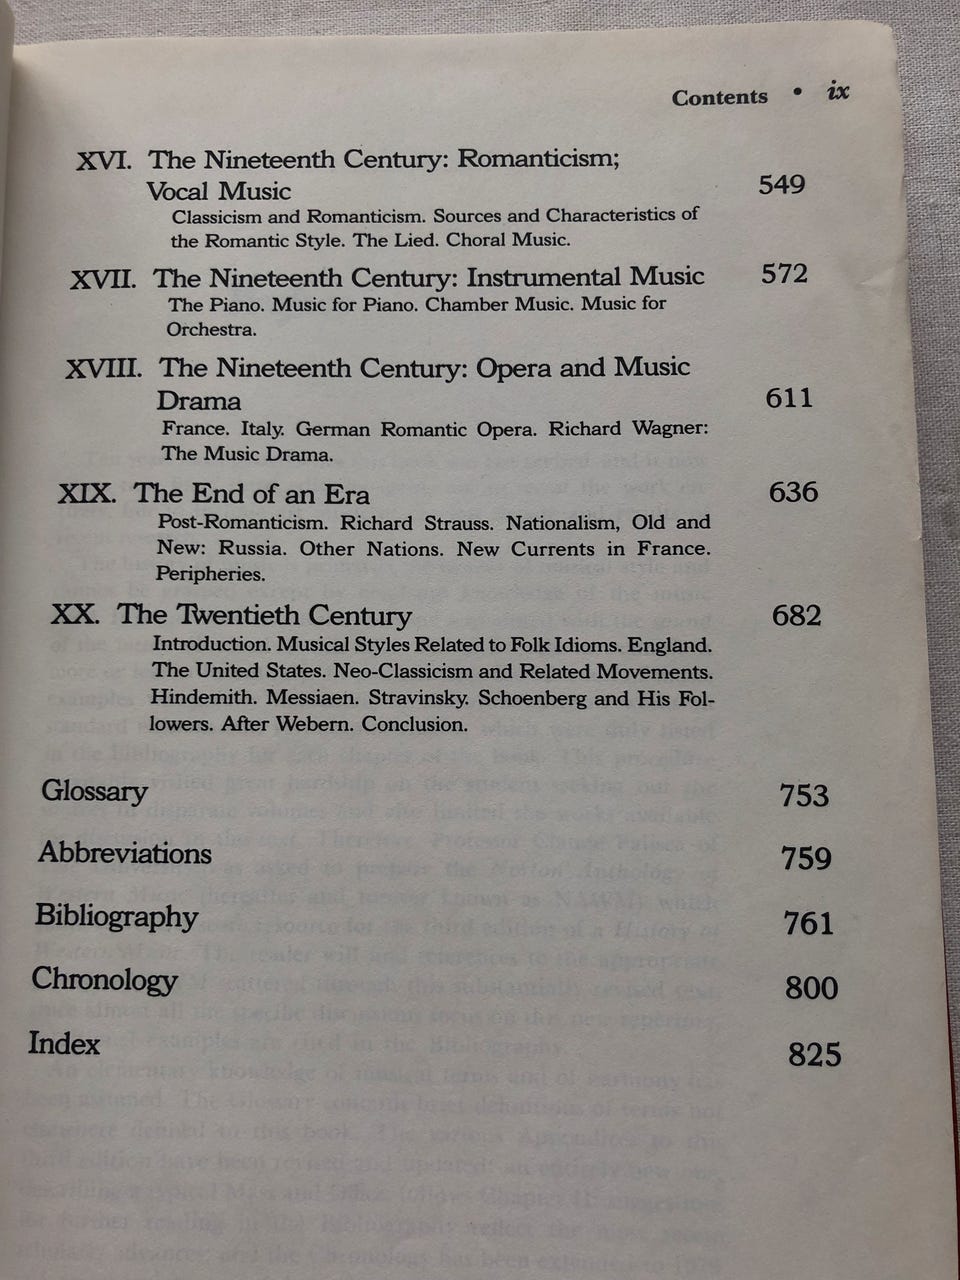 Contents • ix
XVI. The Nineteenth Century: Romanticism;
Vocal Music 549
Classicism and Romanticism. Sources and Characteristics of
the Romantic Style. The Lied. Choral Music.
XVII. The Nineteenth Century: Instrumental Music 572
The Piano. Music for Piano. Chamber Music. Music for
Orchestra.
XVIII. The Nineteenth Century: Opera and Music
Drama 611
France. Italy. German Romantic Opera. Richard Wagner:
The Music Drama.
XIX. The End of an Era 636
Post-Romanticism. Richard Strauss. Nationalism, Old and
New: Russia. Other Nations. New Currents in France.
Peripheries.
XX. The Twentieth Century 682
Introduction. Musical Styles Related to Folk Idioms. England.
The United States. Neo-Classicism and Related Movements.
Hindemith. Messiaen. Stravinsky. Schoenberg and His Fol-
lowers. After Webern. Conclusion.
Glossary 753
Abbreviations 759
Bibliography 761
Chronology 800
Index 825